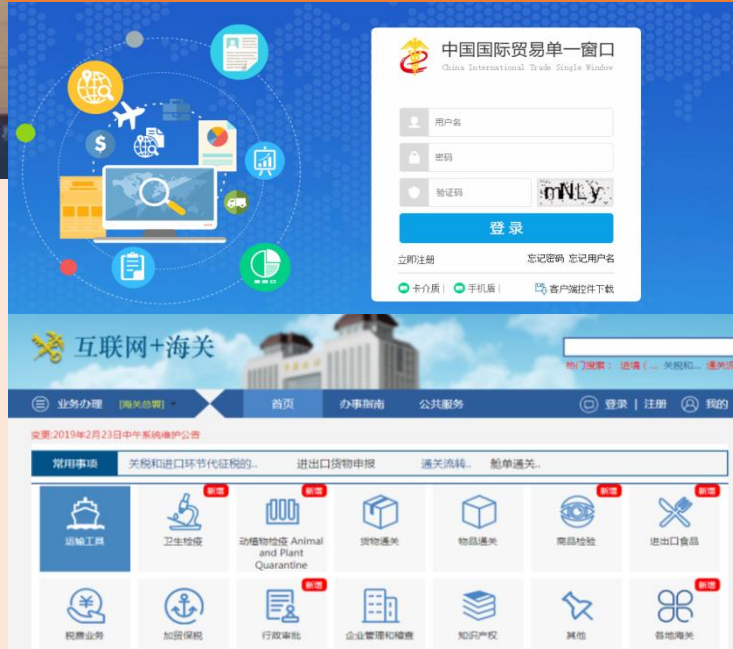 中国国际贸易单一窗口
China International Trade Single Window
用户名
密码
验证码
mNLy
登录
立即注册
忘记密码 忘记用户名
卡介质 | 手机盾 | 客户端控件下载
互联网+海关
热门搜索： 进境 (... 关税和... 通关流
业务办理 [海关总署] 首页 办事指南 公共服务 登录 | 注册 我的
变更:2019年2月23日中午系统维护公告
常用事项 关税和进口环节代征税的.. 进出口货物申报 通关流转.. 舱单通关..
新增 新增 新增 新增
运输工具 卫生检疫 动植物检疫 Animal and Plant Quarantine 货物通关 物品通关 商品检验 进出口食品
新增 新增
税费业务 加贸保税 行政审批 企业管理和稽查 知识产权 其他 各地海关